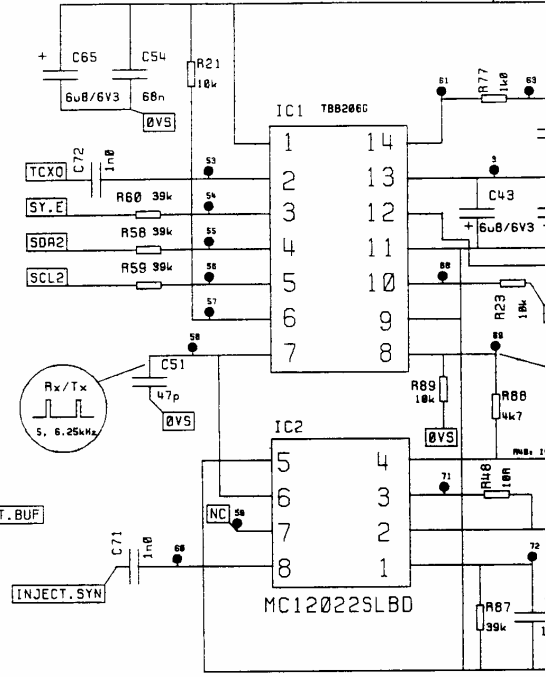 + C65
6u8/6V3
C54
68n
0VS
R21
10k
IC1 TBB206G
1
2
3
4
5
6
7
14
13
12
11
10
9
8
TCXO
C72
1n0
53
SY.E
R60 39k
54
SDA2
R58 39k
55
SCL2
R59 39k
56
57
58
61
R77
1k0
63
3
C43
+
6u8/6V3
R23
10k
Rx/Tx
5, 6.25kHz
C51
47p
0VS
R89
10k
0VS
R88
4k7
IC2
5
6
7
8
4
3
2
1
NC
71
R48
10R
T.BUF
C71
1n0
INJECT.SYN
MC12022SLBD
R87
39k
72
1